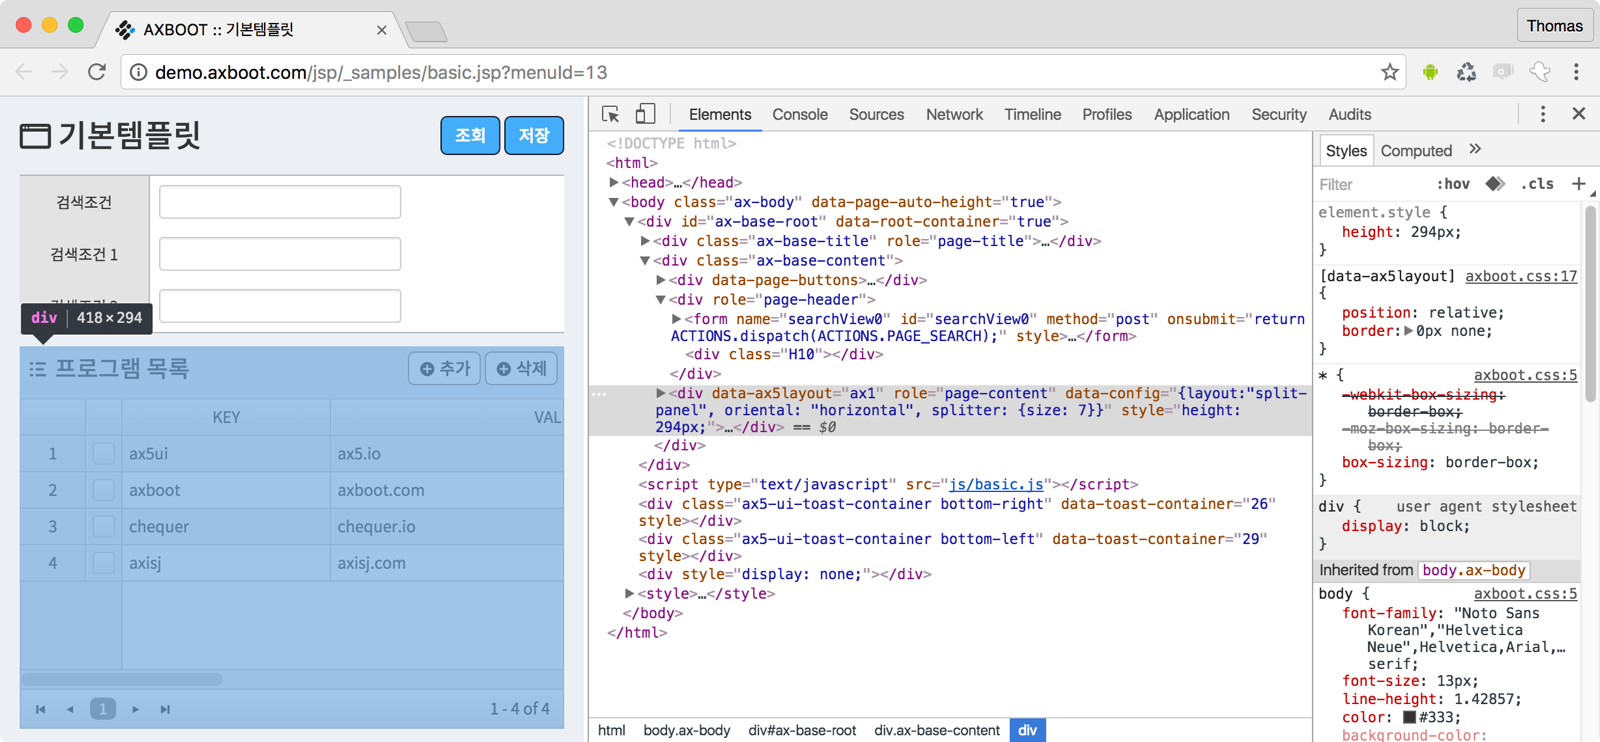 AXBOOT :: 기본템플릿
Thomas
demo.axboot.com/jsp/_samples/basic.jsp?menuId=13
기본템플릿
조회 저장
검색조건
검색조건 1
div 418 × 294
프로그램 목록
추가 삭제
KEY VAL
1 ax5ui ax5.io
2 axboot axboot.com
3 chequer chequer.io
4 axisj axisj.com
1
1 - 4 of 4
Elements Console Sources Network Timeline Profiles Application Security Audits
<!DOCTYPE html>
<html>
<head>…</head>
<body class="ax-body" data-page-auto-height="true">
<div id="ax-base-root" data-root-container="true">
<div class="ax-base-title" role="page-title">…</div>
<div class="ax-base-content">
<div data-page-buttons>…</div>
<div role="page-header">
<form name="searchView0" id="searchView0" method="post" onsubmit="return
ACTIONS.dispatch(ACTIONS.PAGE_SEARCH);" style>…</form>
<div class="H10"></div>
</div>
<div data-ax5layout="ax1" role="page-content" data-config="{layout:"split-
panel", oriental: "horizontal", splitter: {size: 7}}" style="height:
294px;">…</div> == $0
</div>
</div>
<script type="text/javascript" src="js/basic.js"></script>
<div class="ax5-ui-toast-container bottom-right" data-toast-container="26"
style></div>
<div class="ax5-ui-toast-container bottom-left" data-toast-container="29"
style></div>
<div style="display: none;"></div>
<style>…</style>
</body>
</html>
html body.ax-body div#ax-base-root div.ax-base-content div
Styles Computed »
Filter :hov .cls +
element.style {
height: 294px;
}
[data-ax5layout] axboot.css:17
{
position: relative;
border: 0px none;
}
* { axboot.css:5
-webkit-box-sizing:
border-box;
-moz-box-sizing: border-
box;
box-sizing: border-box;
}
div { user agent stylesheet
display: block;
}
Inherited from body.ax-body
body { axboot.css:5
font-family: "Noto Sans
Korean","Helvetica
Neue",Helvetica,Arial,…
serif;
font-size: 13px;
line-height: 1.42857;
color: #333;
background-color: